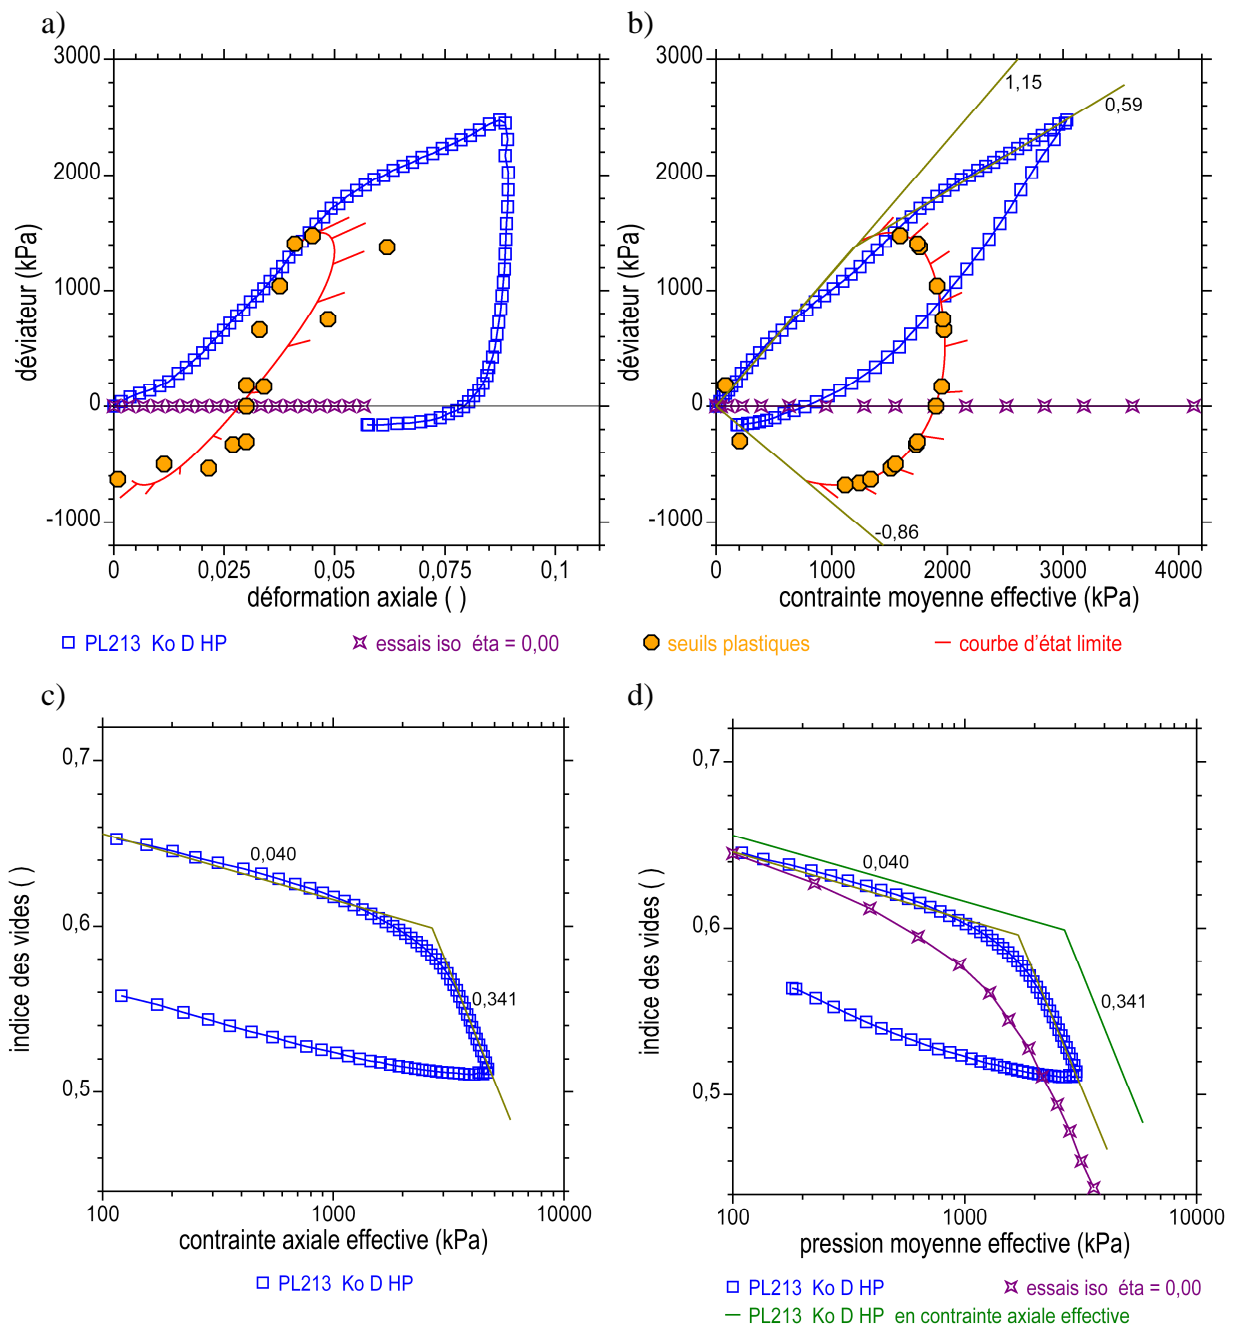 a)
b)
3000
2000
1000
0
-1000
déviateur (kPa)
0
0,025
0,05
0,075
0,1
déformation axiale ( )
3000
2000
1000
0
-1000
déviateur (kPa)
1,15
0,59
-0,86
0
1000
2000
3000
4000
contrainte moyenne effective (kPa)
PL213 Ko D HP
essais iso éta = 0,00
seuils plastiques
courbe d'état limite
c)
d)
0,7
0,6
0,5
indice des vides ( )
0,040
0,341
100
1000
10000
contrainte axiale effective (kPa)
PL213 Ko D HP
0,7
0,6
0,5
indice des vides ( )
0,040
0,341
100
1000
10000
pression moyenne effective (kPa)
PL213 Ko D HP
essais iso éta = 0,00
PL213 Ko D HP en contrainte axiale effective